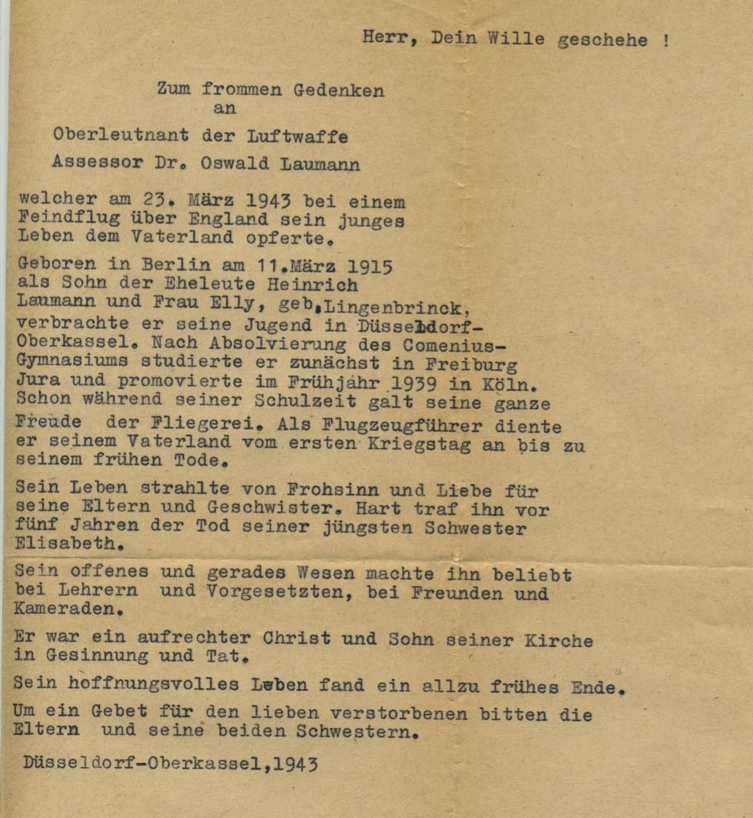 Herr, Dein Wille geschehe !
Zum frommen Gedenken
an
Oberleutnant der Luftwaffe
Assessor Dr. Oswald Laumann
welcher am 23. März 1943 bei einem
Feindflug über England sein junges
Leben dem Vaterland opferte.
Geboren in Berlin am 11.März 1915
als Sohn der Eheleute Heinrich
Laumann und Frau Elly, geb.Lingenbrinck,
verbrachte er seine Jugend in Düsseldorf-
Oberkassel. Nach Absolvierung des Comenius-
Gymnasiums studierte er zunächst in Freiburg
Jura und promovierte im Frühjahr 1939 in Köln.
Schon während seiner Schulzeit galt seine ganze
Freude der Fliegerei. Als Flugzeugführer diente
er seinem Vaterland vom ersten Kriegstag an bis zu
seinem frühen Tode.
Sein Leben strahlte von Frohsinn und Liebe für
seine Eltern und Geschwister. Hart traf ihn vor
fünf Jahren der Tod seiner jüngsten Schwester
Elisabeth.
Sein offenes und gerades Wesen machte ihn beliebt
bei Lehrern und Vorgesetzten, bei Freunden und
Kameraden.
Er war ein aufrechter Christ und Sohn seiner Kirche
in Gesinnung und Tat.
Sein hoffnungsvolles Leben fand ein allzu frühes Ende.
Um ein Gebet für den lieben verstorbenen bitten die
Eltern und seine beiden Schwestern.
Düsseldorf-Oberkassel,1943